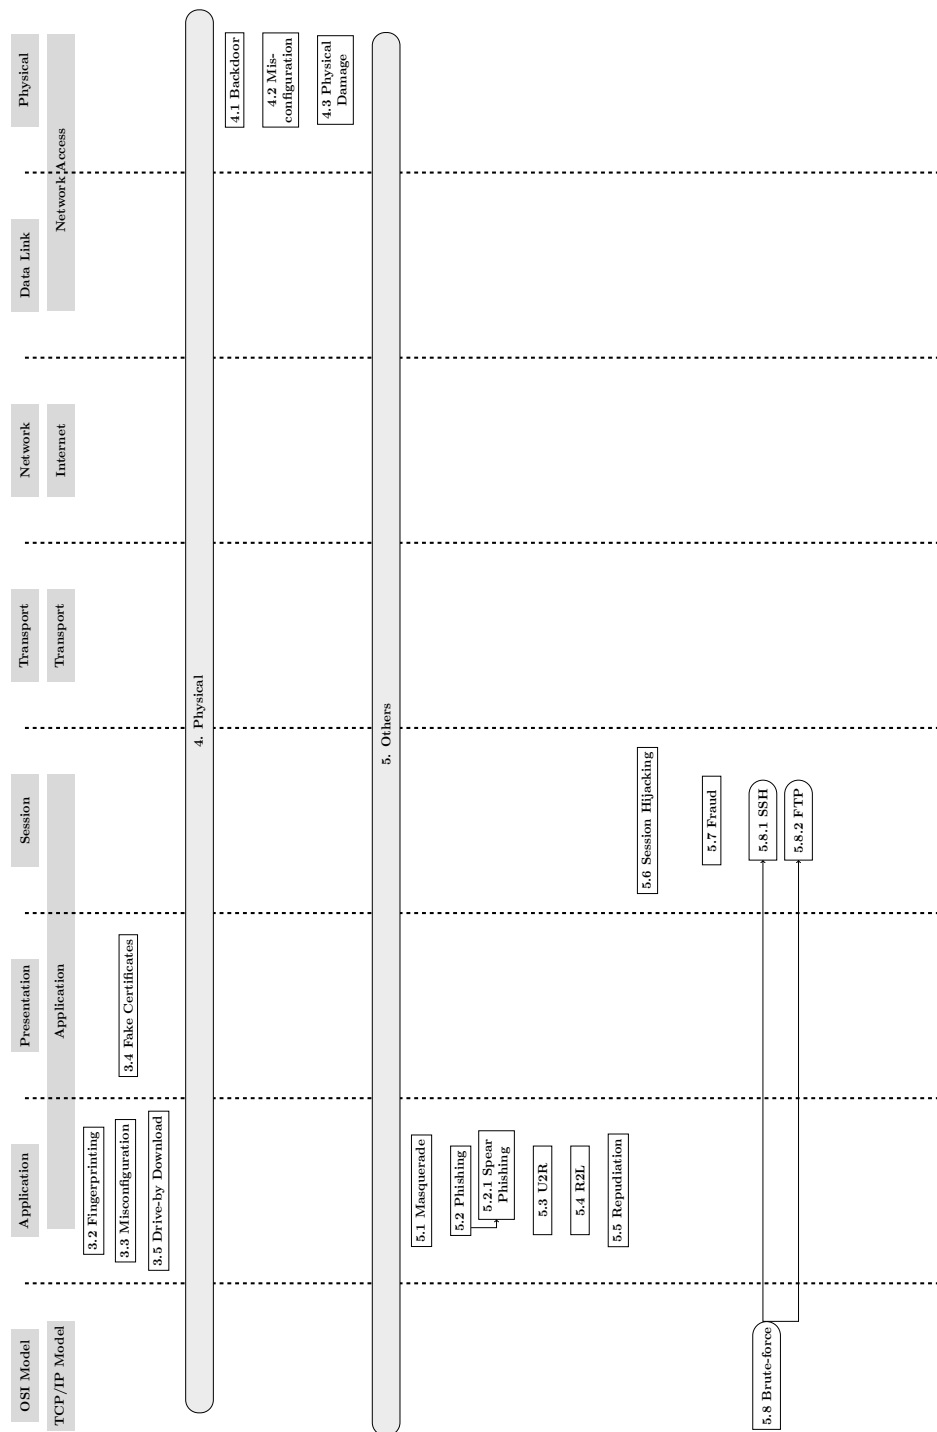 OSI Model
Application
Presentation
Session
Transport
Network
Data Link
Physical
TCP/IP Model
Application
Transport
Internet
Network Access
3.2 Fingerprinting
3.3 Misconfiguration
3.4 Fake Certificates
3.5 Drive-by Download
4. Physical
4.1 Backdoor
4.2 Mis-
configuration
4.3 Physical
Damage
5. Others
5.1 Masquerade
5.2 Phishing
5.2.1 Spear
Phishing
5.3 U2R
5.4 R2L
5.5 Repudiation
5.6 Session Hijacking
5.7 Fraud
5.8 Brute-force
5.8.1 SSH
5.8.2 FTP